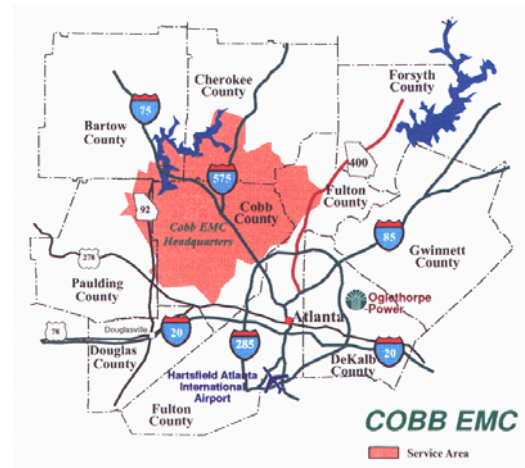 Cherokee
County
Forsyth
County
75
Bartow
County
400
575
Fulton
County
92
Cobb
County
Cobb EMC
Headquarters
85
Gwinnett
County
278
Paulding
County
Oglethorpe
Power
Atlanta
78
Douglasville
20
Douglas
County
285
20
DeKalb
County
Hartsfield Atlanta
International
Airport
Fulton
County
COBB EMC
Service Area